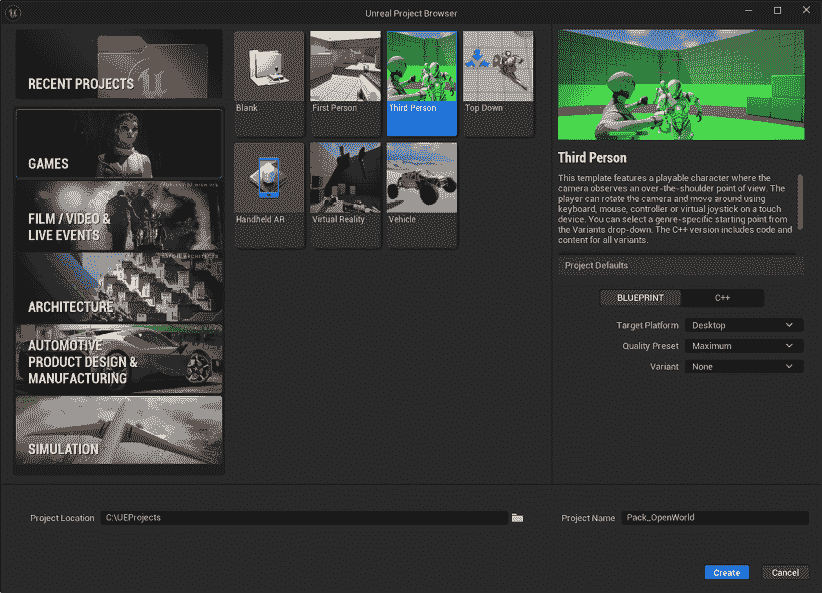 Unreal Project Browser
RECENT PROJECTS
GAMES
FILM / VIDEO &
LIVE EVENTS
ARCHITECTURE
AUTOMOTIVE
PRODUCT DESIGN &
MANUFACTURING
SIMULATION
Blank
First Person
Third Person
Top Down
Handheld AR
Virtual Reality
Vehicle
Third Person
This template features a playable character where the
camera observes an over-the-shoulder point of view. The
player can rotate the camera and move around using
keyboard, mouse, controller or virtual joystick on a touch
device. You can select a genre-specific starting point from
the Variants drop-down. The C++ version includes code and
content for all variants.
Project Defaults
BLUEPRINT
C++
Target Platform Desktop
Quality Preset Maximum
Variant None
Project Location C:\UEProjects
Project Name Pack_OpenWorld
Create
Cancel